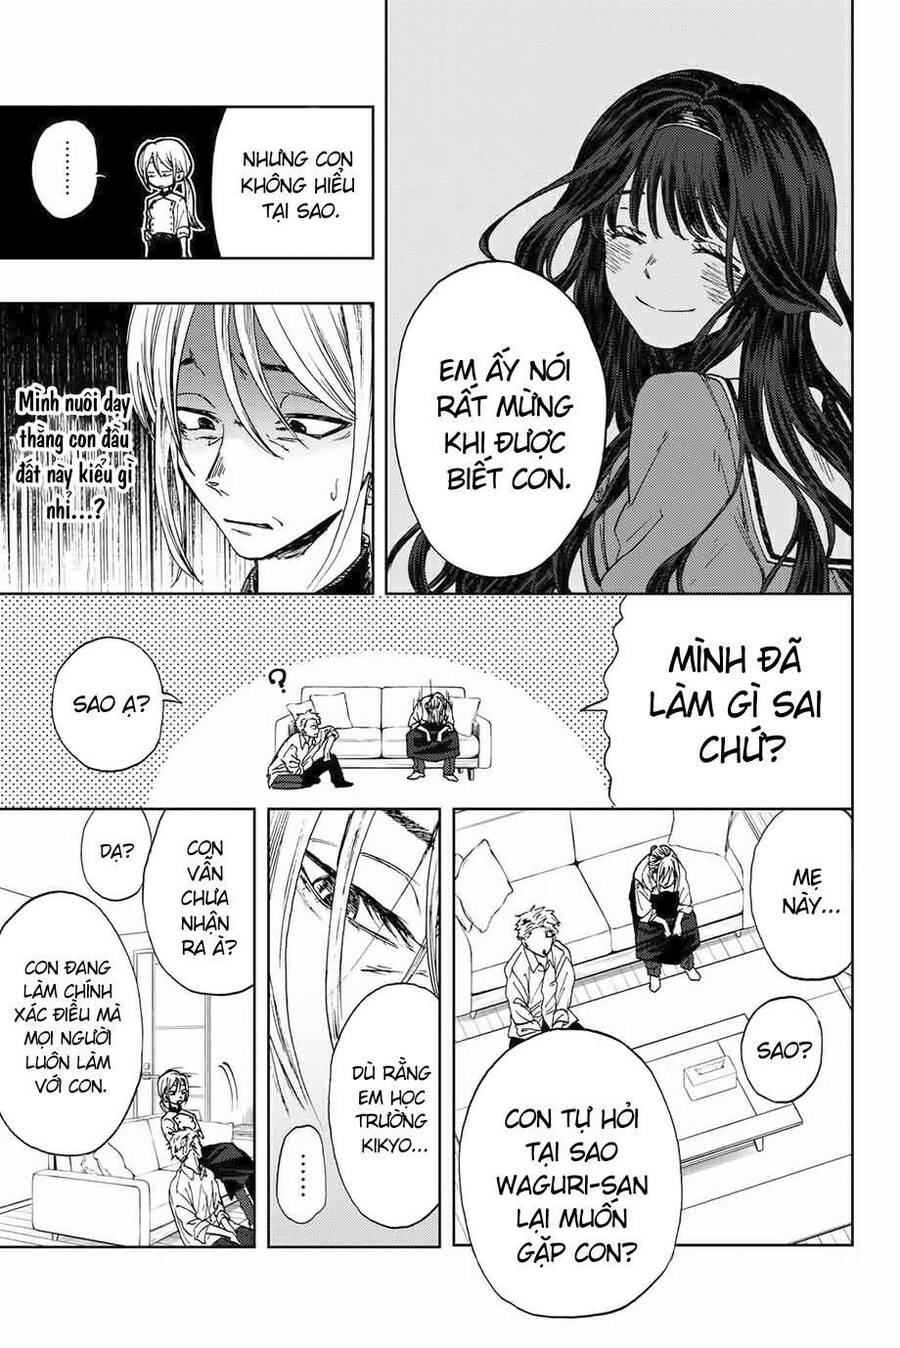 EM ẤY NÓI
RẤT MỪNG
KHI ĐƯỢC
BIẾT CON.
NHƯNG CON
KHÔNG HIỂU
TẠI SAO.
........
Mình nuôi dạy
thằng con đầu
đất này kiểu gì
nhỉ....?
MÌNH ĐÃ
LÀM GÌ SAI
CHỨ?
?
SAO Ạ?
MẸ
NÀY...
SAO?
CON TỰ HỎI
TẠI SAO
WAGURI-SAN
LẠI MUỐN
GẶP CON?
DÙ RẰNG
EM HỌC
TRƯỜNG
KIKYO...
......
CON
VẪN
CHƯA
NHẬN
RA À?
DẠ?
CON ĐANG
LÀM CHÍNH
XÁC ĐIỀU MÀ
MỌI NGƯỜI
LUÔN LÀM
VỚI CON.